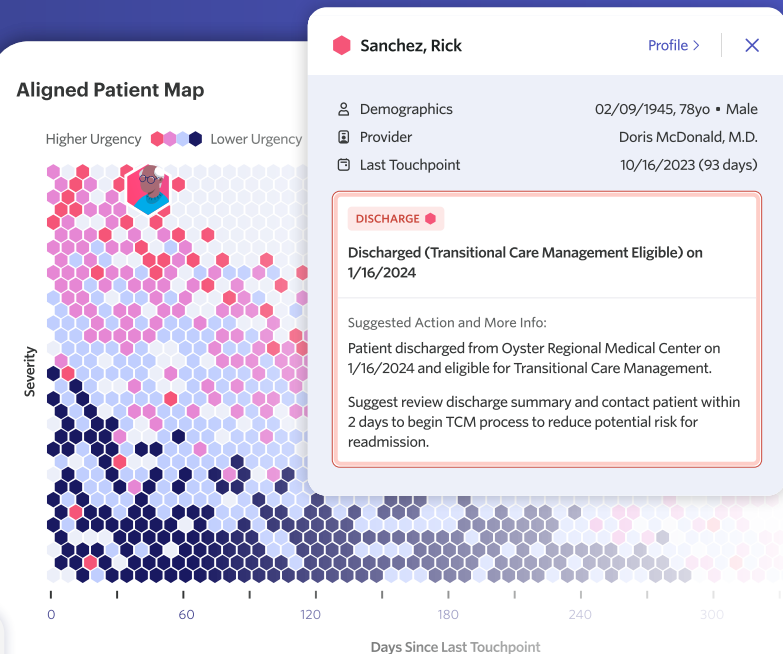 Sanchez, Rick
Profile >
Aligned Patient Map
Higher Urgency
Lower Urgency
Demographics
02/09/1945, 78yo • Male
Provider
Doris McDonald, M.D.
Last Touchpoint
10/16/2023 (93 days)
DISCHARGE
Discharged (Transitional Care Management Eligible) on
1/16/2024
Suggested Action and More Info:
Patient discharged from Oyster Regional Medical Center on
1/16/2024 and eligible for Transitional Care Management.
Suggest review discharge summary and contact patient within
2 days to begin TCM process to reduce potential risk for
readmission.
Severity
0
60
120
180
240
300
Days Since Last Touchpoint